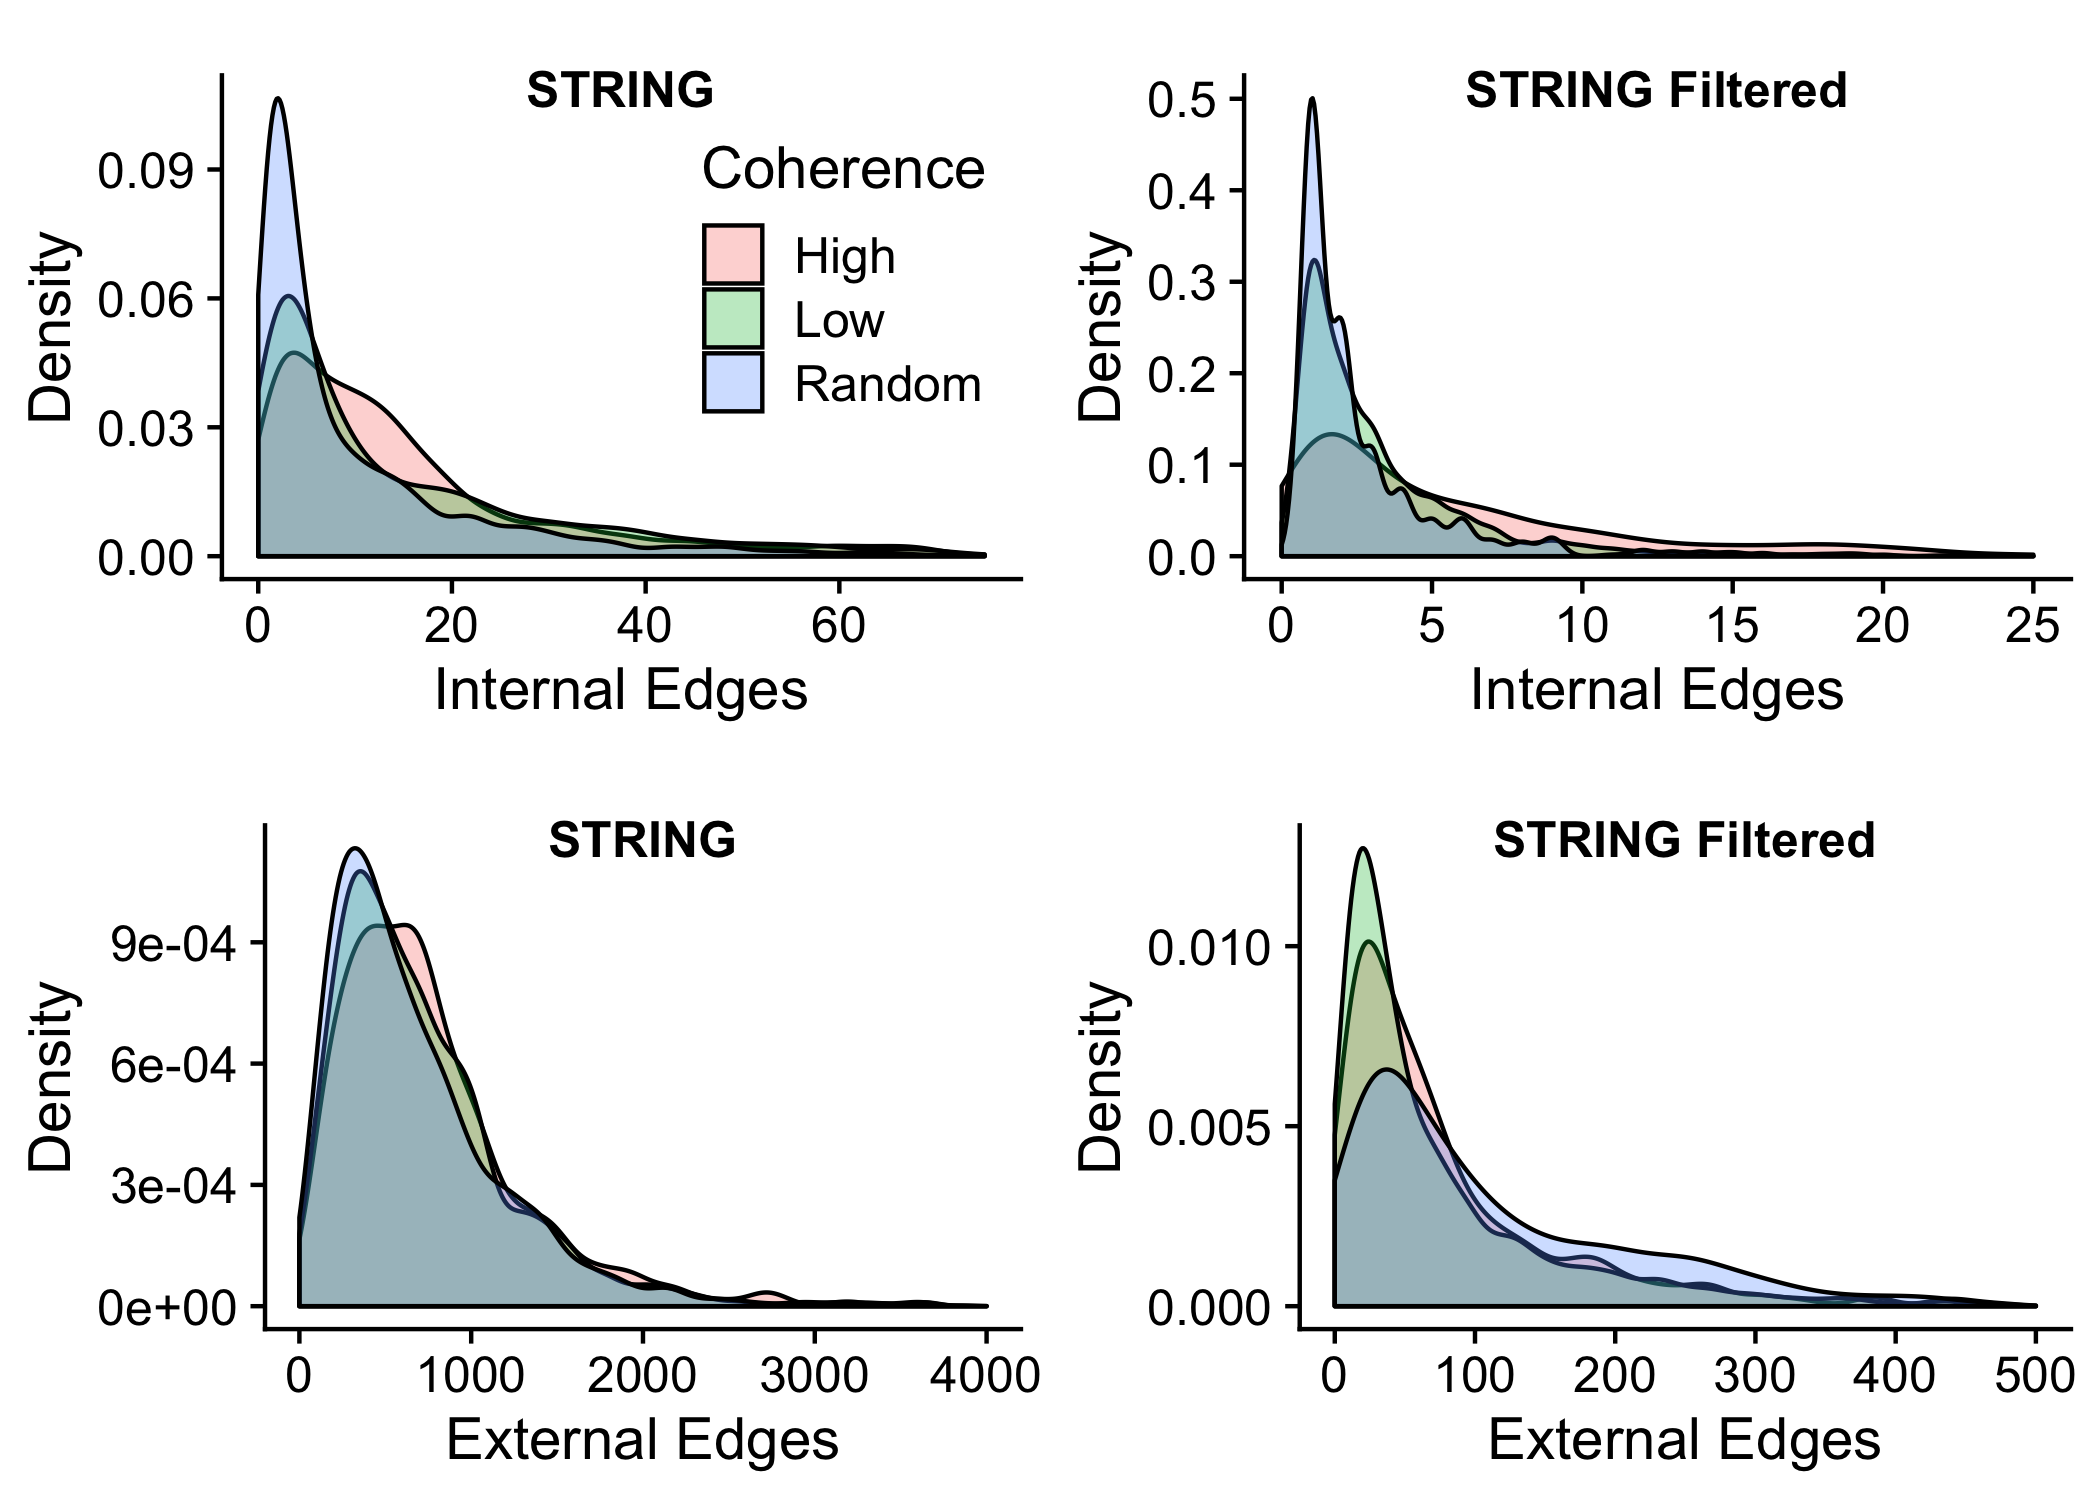 STRING
Coherence
High
Low
Random
Density
0.09
0.06
0.03
0.00
0 20 40 60
Internal Edges
STRING Filtered
Density
0.5
0.4
0.3
0.2
0.1
0.0
0 5 10 15 20 25
Internal Edges
STRING
Density
9e-04
6e-04
3e-04
0e+00
0 1000 2000 3000 4000
External Edges
STRING Filtered
Density
0.010
0.005
0.000
0 100 200 300 400 500
External Edges